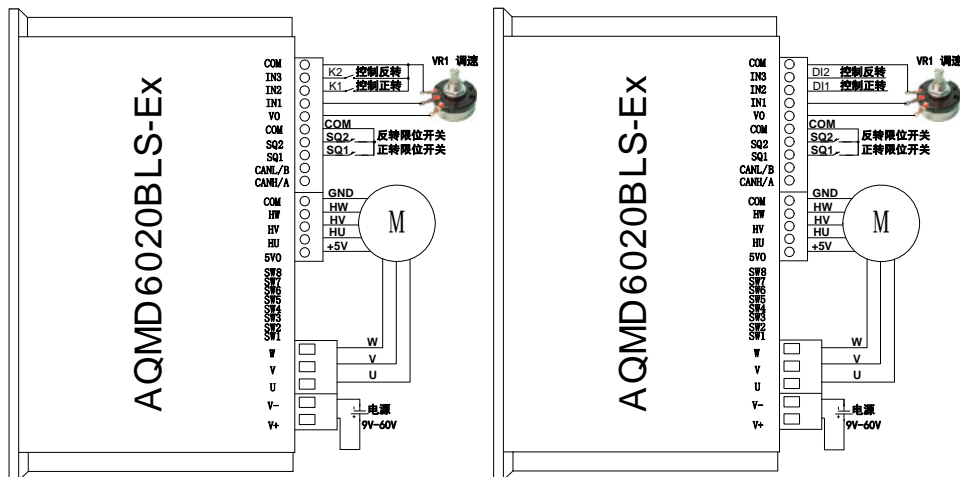 AQMD6020BLS-Ex
COM
IN3
IN2
IN1
VO
COM
SQ2
SQ1
CANL/B
CANH/A
COM
HW
HV
HU
5VO
SW8
SW7
SW6
SW5
SW4
SW3
SW2
SW1
W
V
U
V-
V+
VR1 调速
K2 控制反转
K1 控制正转
COM
SQ2 反转限位开关
SQ1 正转限位开关
GND
HW
HV
HU
+5V
M
W
V
U
电源
9V-60V
AQMD6020BLS-Ex
COM
IN3
IN2
IN1
VO
COM
SQ2
SQ1
CANL/B
CANH/A
COM
HW
HV
HU
5VO
SW8
SW7
SW6
SW5
SW4
SW3
SW2
SW1
W
V
U
V-
V+
VR1 调速
DI2 控制反转
DI1 控制正转
COM
SQ2 反转限位开关
SQ1 正转限位开关
GND
HW
HV
HU
+5V
M
W
V
U
电源
9V-60V